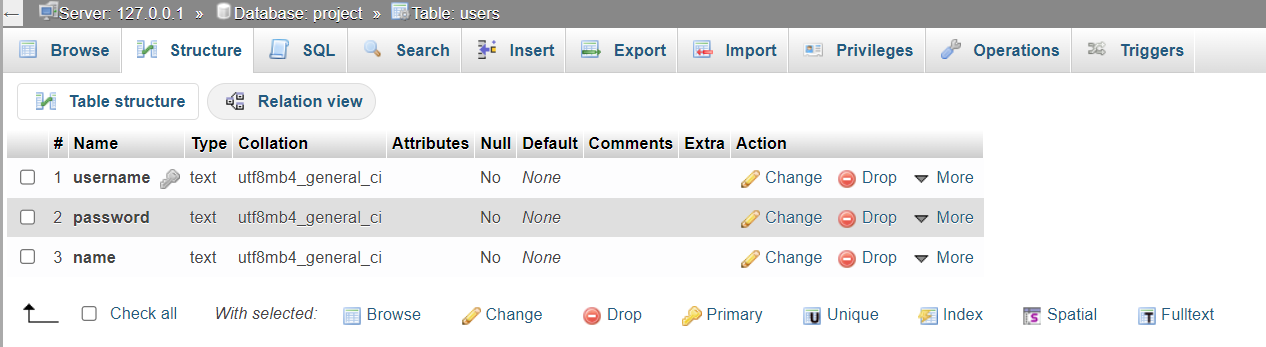 ← Server: 127.0.0.1 » Database: project » Table: users
Browse Structure SQL Search Insert Export Import Privileges Operations Triggers
Table structure Relation view
# Name Type Collation Attributes Null Default Comments Extra Action
1 username text utf8mb4_general_ci No None Change Drop More
2 password text utf8mb4_general_ci No None Change Drop More
3 name text utf8mb4_general_ci No None Change Drop More
Check all With selected: Browse Change Drop Primary U Unique Index S Spatial T Fulltext